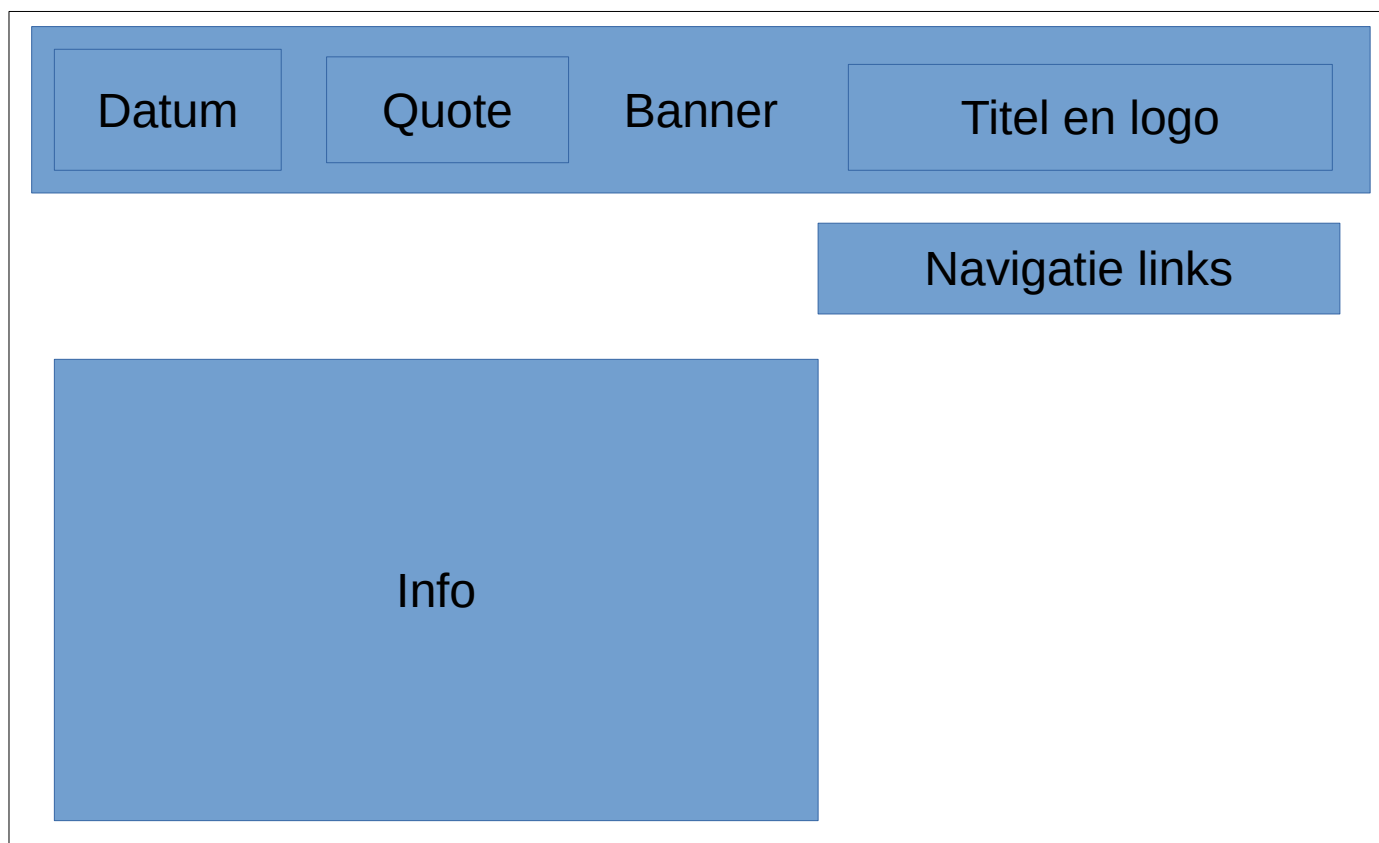 Datum
Quote
Banner
Titel en logo
Navigatie links
Info